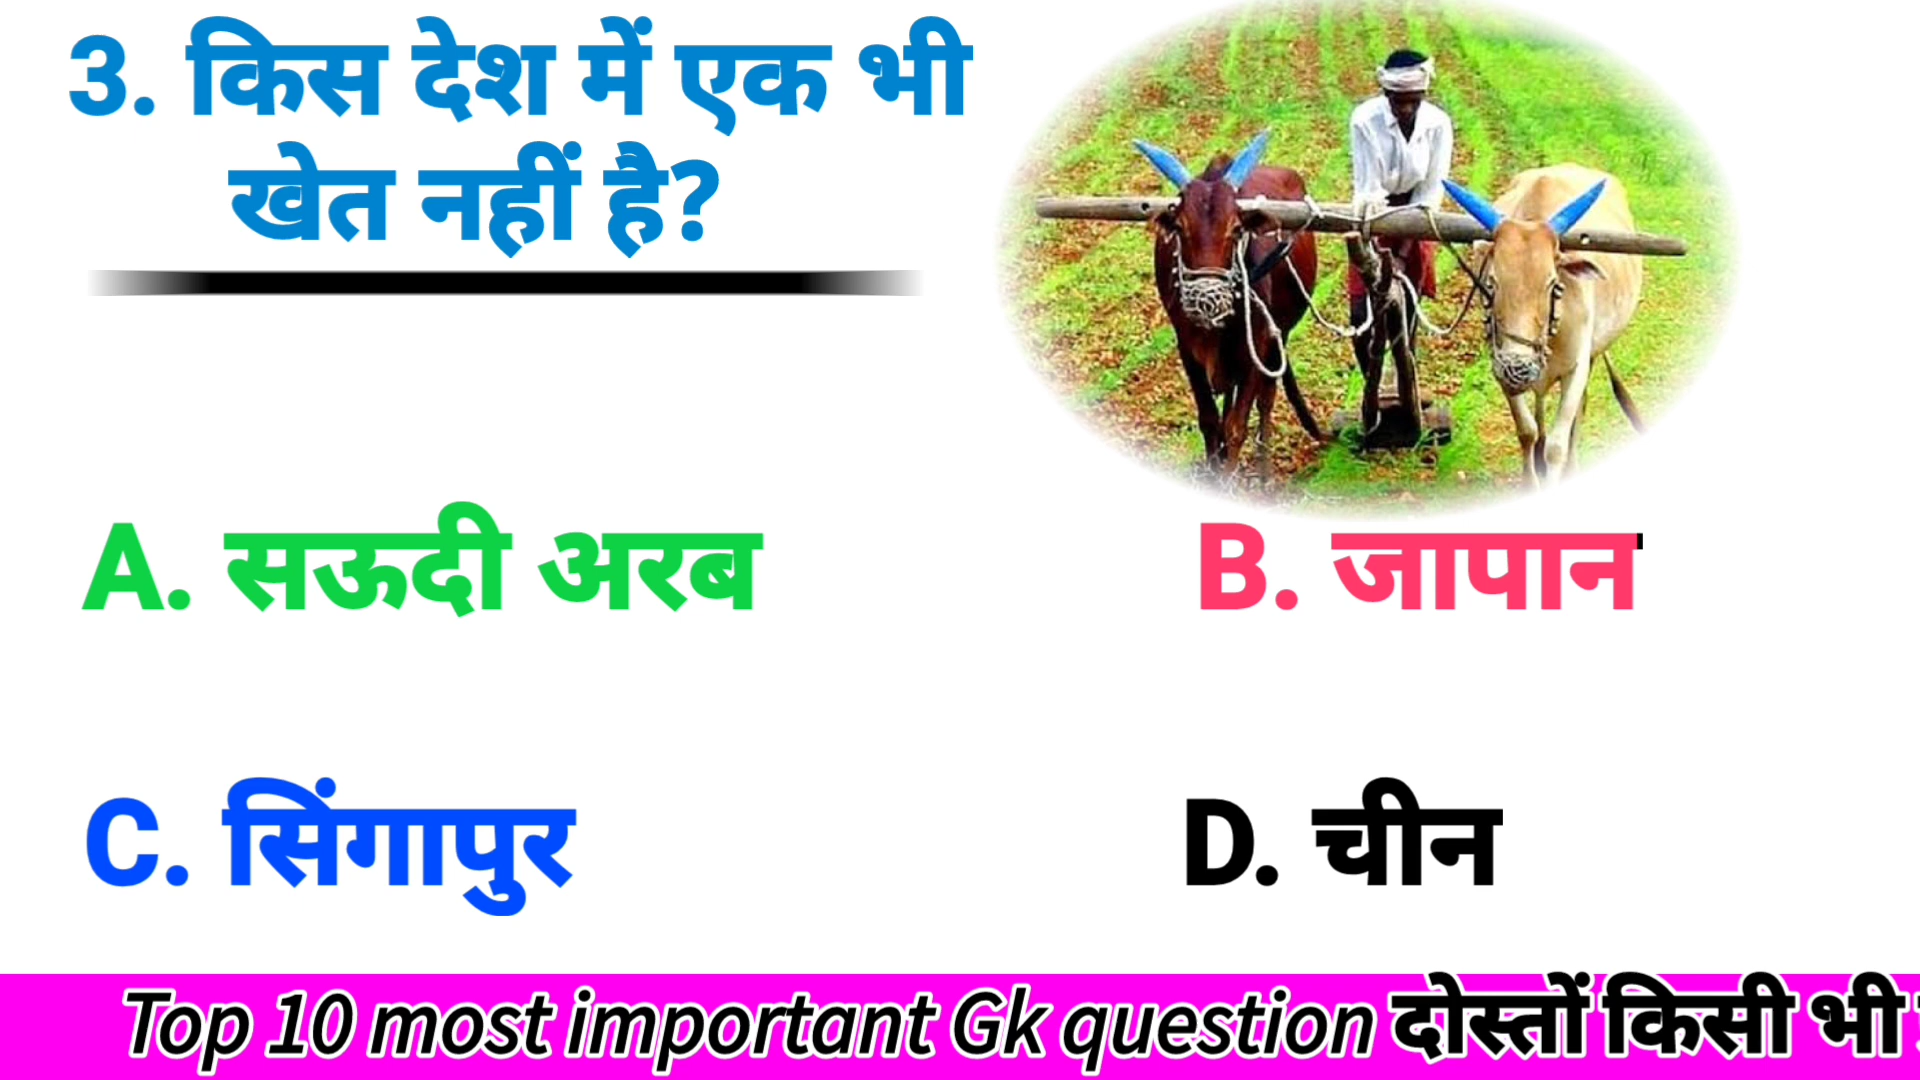 3. किस देश में एक भी
खेत नहीं है?
A. सऊदी अरब
B. जापान
C. सिंगापुर
D. चीन
Top 10 most important Gk question दोस्तों किसी भी